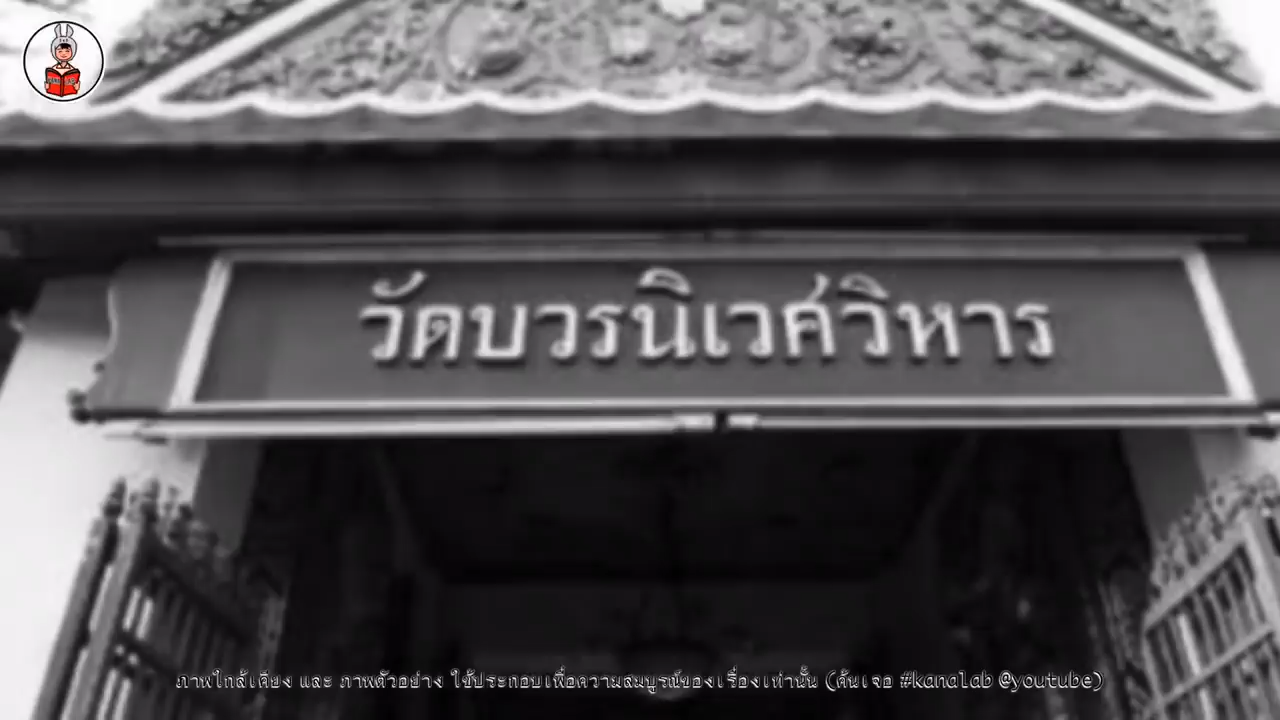 วัดบวรนิเวศวิหาร
ภาพใกล้เคียง และ ภาพตัวอย่าง ใช้ประกอบเพื่อความสมบูรณ์ของเรื่องเท่านั้น (ค้นเจอ #kanalab @youtube)